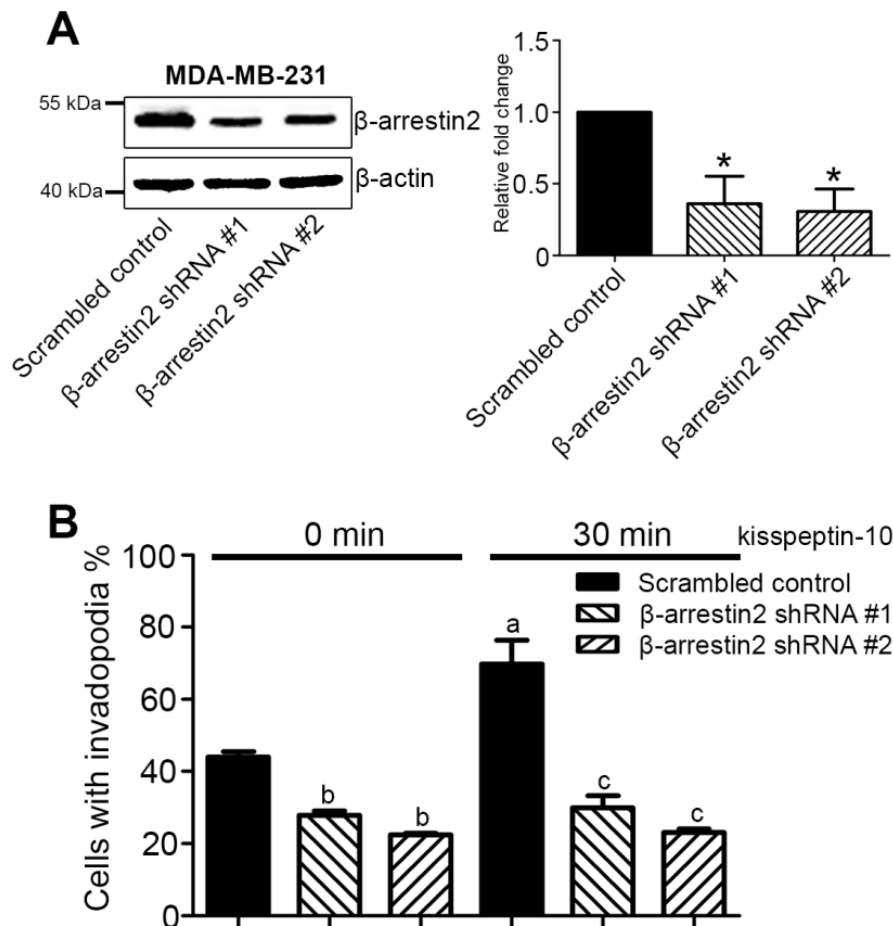 A
MDA-MB-231
55 kDa
β-arrestin2
40 kDa
β-actin
Scrambled control
β-arrestin2 shRNA #1
β-arrestin2 shRNA #2
Relative fold change
1.5
1.0
0.5
0
*
*
Scrambled control
β-arrestin2 shRNA #1
β-arrestin2 shRNA #2
B
0 min
30 min
kisspeptin-10
Cells with invadopodia %
100
80
60
40
20
0
Scrambled control
β-arrestin2 shRNA #1
β-arrestin2 shRNA #2
b
b
a
c
c